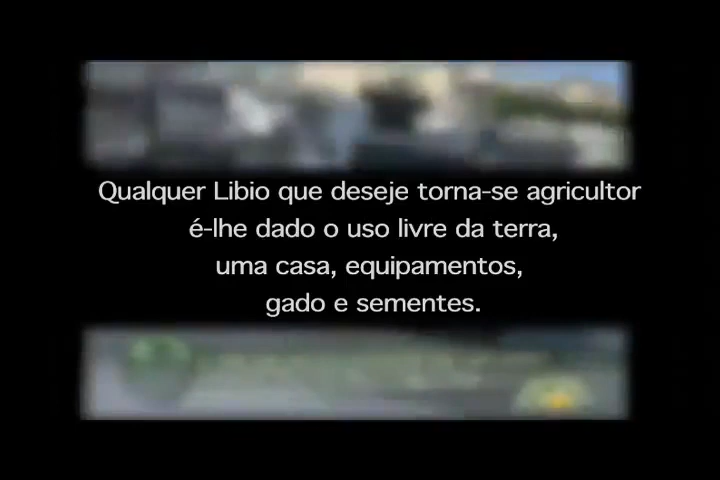 Qualquer Libio que deseje torna-se agricultor
é-lhe dado o uso livre da terra,
uma casa, equipamentos,
gado e sementes.